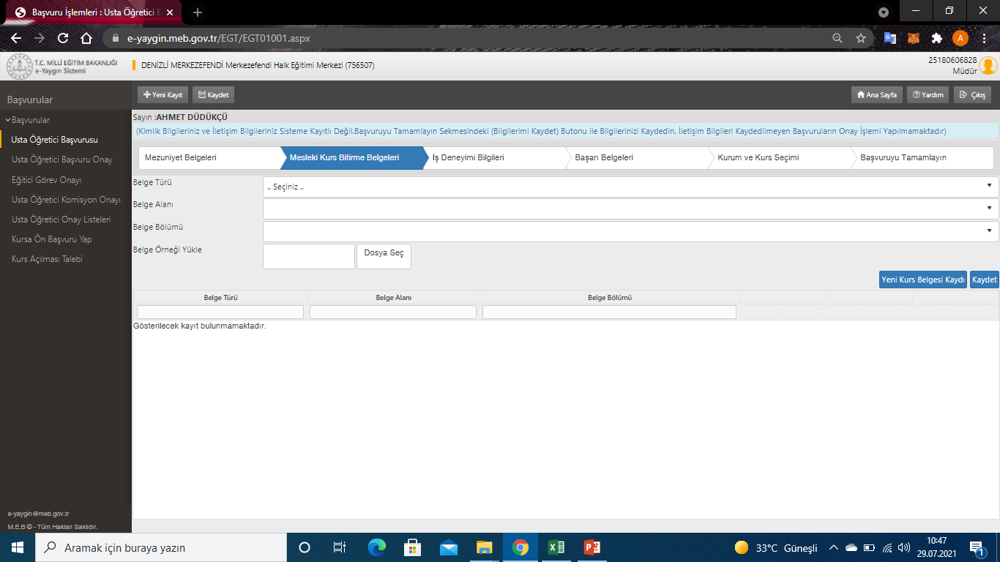 Başvuru İşlemleri : Usta Öğretici
e-yaygin.meb.gov.tr/EGT/EGT01001.aspx
A
T.C. MİLLİ EĞİTİM BAKANLIĞI
e-Yaygın Sistemi
DENİZLİ MERKEZEFENDİ Merkezefendi Halk Eğitimi Merkezi (756507)
25180606828
Müdür
Başvurular
Yeni Kayıt
Kaydet
Ana Sayfa
Yardım
Çıkış
Başvurular
Usta Öğretici Başvurusu
Usta Öğretici Başvuru Onay
Eğitici Görev Onayı
Usta Öğretici Komisyon Onayı
Usta Öğretici Onay Listeleri
Kursa Ön Başvuru Yap
Kurs Açılması Talebi
Sayın :AHMET DÜDÜKÇÜ
(Kimlik Bilgileriniz ve İletişim Bilgileriniz Sisteme Kayıtlı Değil.Başvuruyu Tamamlayın Sekmesindeki (Bilgilerimi Kaydet) Butonu ile Bilgilerinizi Kaydedin. İletişim Bilgileri Kaydedilmeyen Başvuruların Onay İşlemi Yapılmamaktadır)
Mezuniyet Belgeleri
Mesleki Kurs Bitirme Belgeleri
İş Deneyimi Bilgileri
Başarı Belgeleri
Kurum ve Kurs Seçimi
Başvuruyu Tamamlayın
Belge Türü
.. Seçiniz ..
Belge Alanı
Belge Bölümü
Belge Örneği Yükle
Dosya Seç
Yeni Kurs Belgesi Kaydı
Kaydet
Belge Türü
Belge Alanı
Belge Bölümü
Gösterilecek kayıt bulunmamaktadır.
e-yaygin@meb.gov.tr
M.E.B © - Tüm Hakları Saklıdır.
Aramak için buraya yazın
33°C Güneşli
10:47
29.07.2021
1